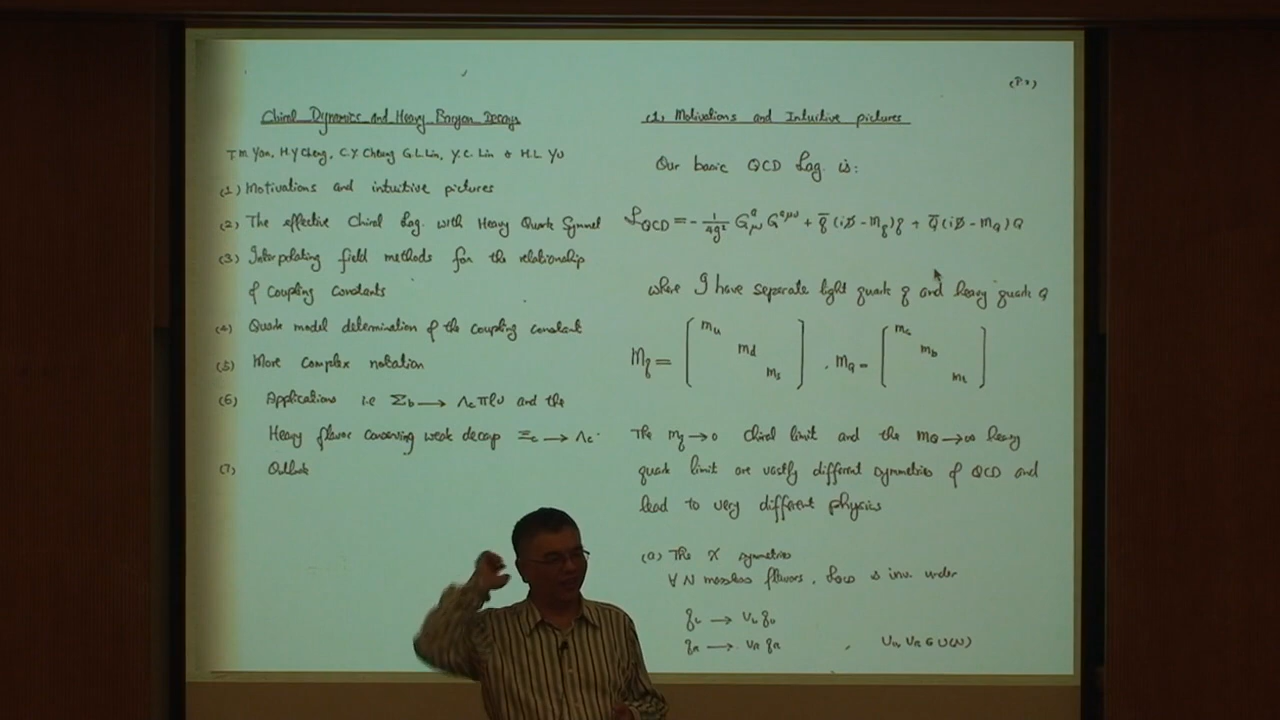 Chiral Dynamics and Heavy Baryon Decays
T.M. Yan, H.Y Cheng, C.Y. Cheung G.L Lin, Y.C. Lin & H.L Yu
(1) Motivations and intuitive pictures
(2) The effective Chiral Lag. with Heavy Quark Symmet
(3) Interpolating field methods for the relationship
of Coupling Constants
(4) Quark model determination of the coupling constant
(5) More Complex notation
(6) Applications i.e Σb → Λc π l ν and the
Heavy flavor conserving weak decay Ξc → Λc
(7) Outlook
(P2)
(1, Motivations and Intuitive pictures
Our basic QCD Lag. is:
ℒQCD = - 1/4g² Gᵃμν Gᵃμν + q̄ (iD̸ - Mq) q + Q̄ (iD̸ - MQ) Q
where I have separate light quark q and heavy quark Q
Mq = [ mu md ms ] , MQ = [ mc mb mt ]
The mq → 0 Chiral limit and the mQ → ∞ heavy
quark limit are vastly different symmetries of QCD and
lead to very different physics
(a) The χ symmetries
∀ N massless flavors, ℒQCD is inv. under
qL → UL qL
qR → UR qR , UL, UR ∈ U(N)